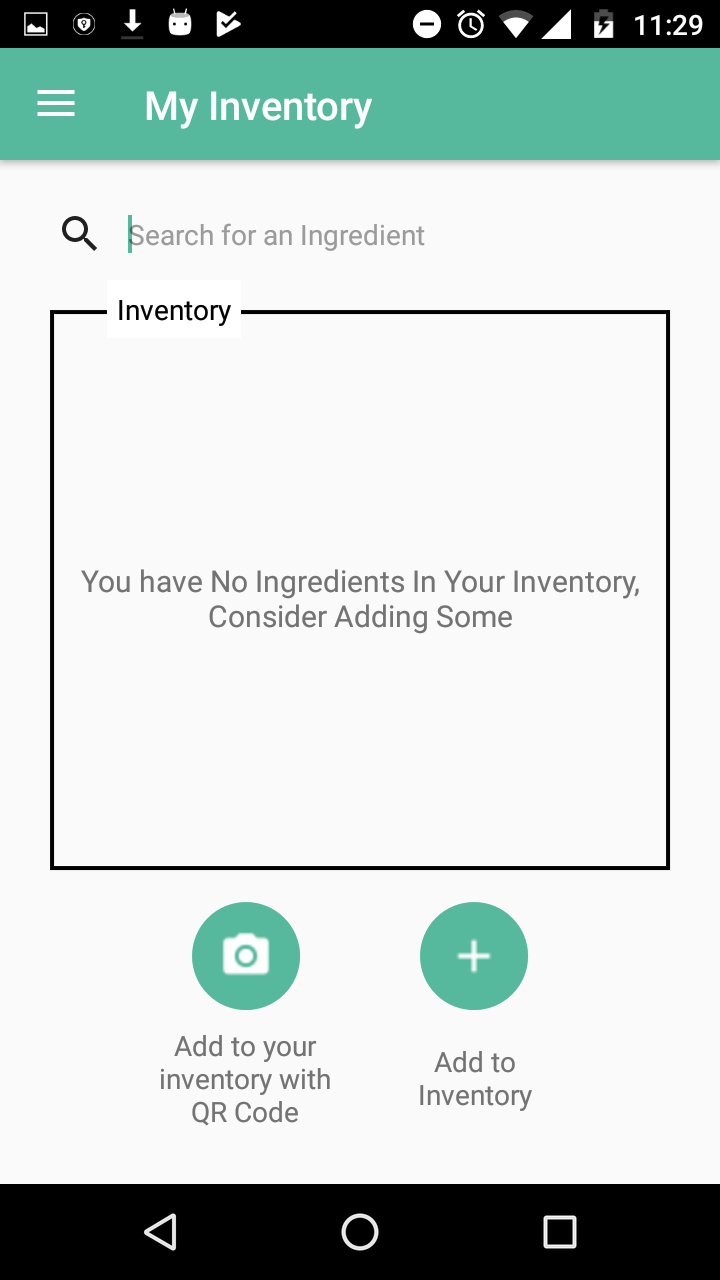 11:29
My Inventory
Search for an Ingredient
Inventory
You have No Ingredients In Your Inventory,
Consider Adding Some
Add to your
inventory with
QR Code
Add to
Inventory